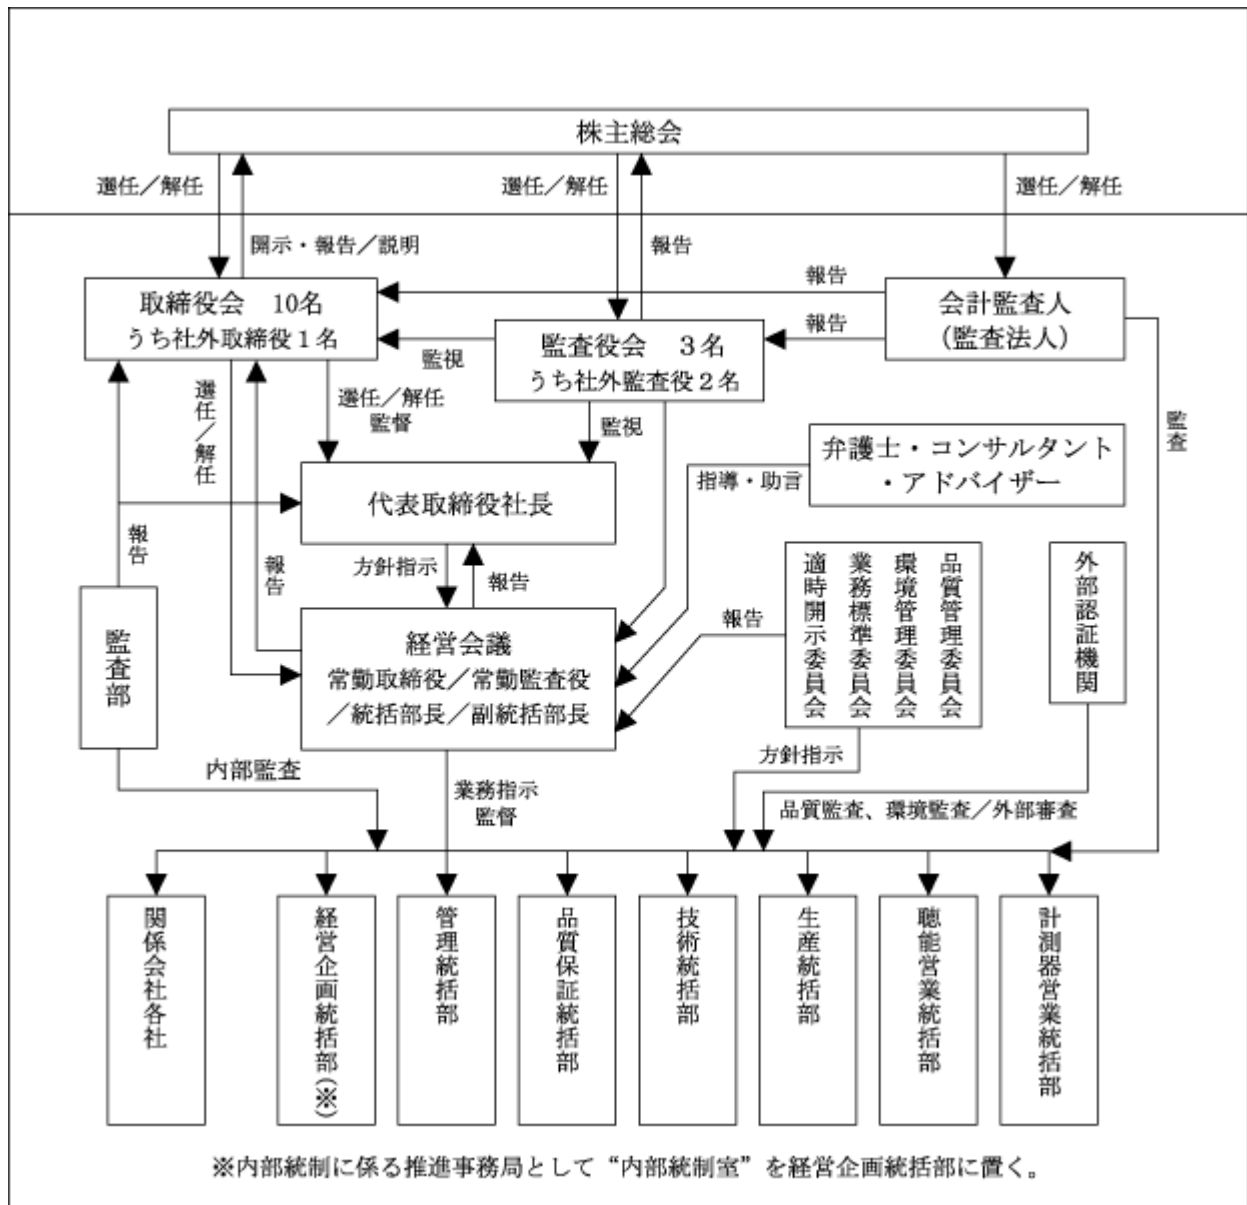 株主総会
選任／解任
選任／解任
選任／解任
開示・報告／説明
報告
報告
取締役会　10名
うち社外取締役１名
監視
監査役会　３名
うち社外監査役２名
報告
会計監査人
（監査法人）
選任／解任
選任／解任
監督
監視
監査
弁護士・コンサルタント
・アドバイザー
指導・助言
代表取締役社長
報告
報告
方針指示
報告
適時開示委員会
業務標準委員会
環境管理委員会
品質管理委員会
外部認証機関
報告
監査部
経営会議
常勤取締役／常勤監査役
／統括部長／副統括部長
内部監査
業務指示
監督
方針指示
品質監査、環境監査／外部審査
関係会社各社
経営企画統括部（※）
管理統括部
品質保証統括部
技術統括部
生産統括部
聴能営業統括部
計測器営業統括部
※内部統制に係る推進事務局として“内部統制室”を経営企画統括部に置く。